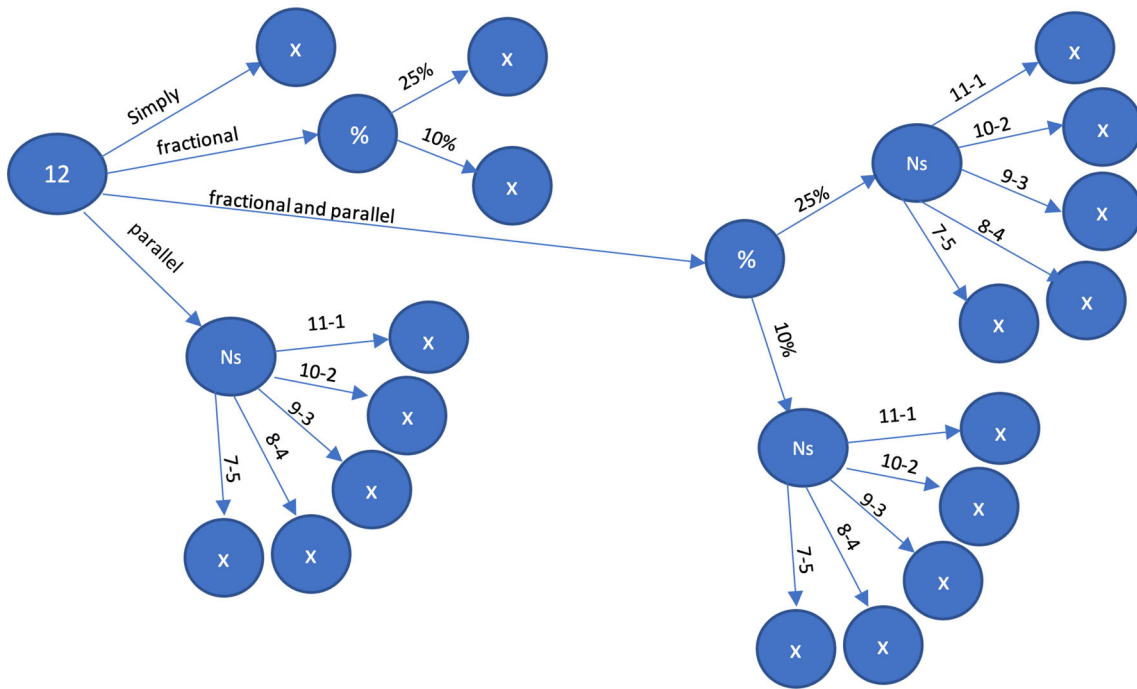 12
Simply
x
fractional
%
25%
x
10%
x
fractional and parallel
%
25%
Ns
11-1
x
10-2
x
9-3
x
8-4
x
7-5
x
10%
Ns
11-1
x
10-2
x
9-3
x
8-4
x
7-5
x
parallel
Ns
11-1
x
10-2
x
9-3
x
8-4
x
7-5
x